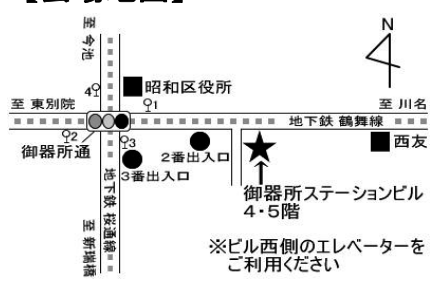 至 今池
N
4
昭和区役所
1
至 東別院
至 川名
地下鉄 鶴舞線
2
3
西友
御器所通
2番出入口
3番出入口
地下鉄 桜通線
御器所ステーションビル
4・5階
至 新瑞橋
※ビル西側のエレベーターを
ご利用ください